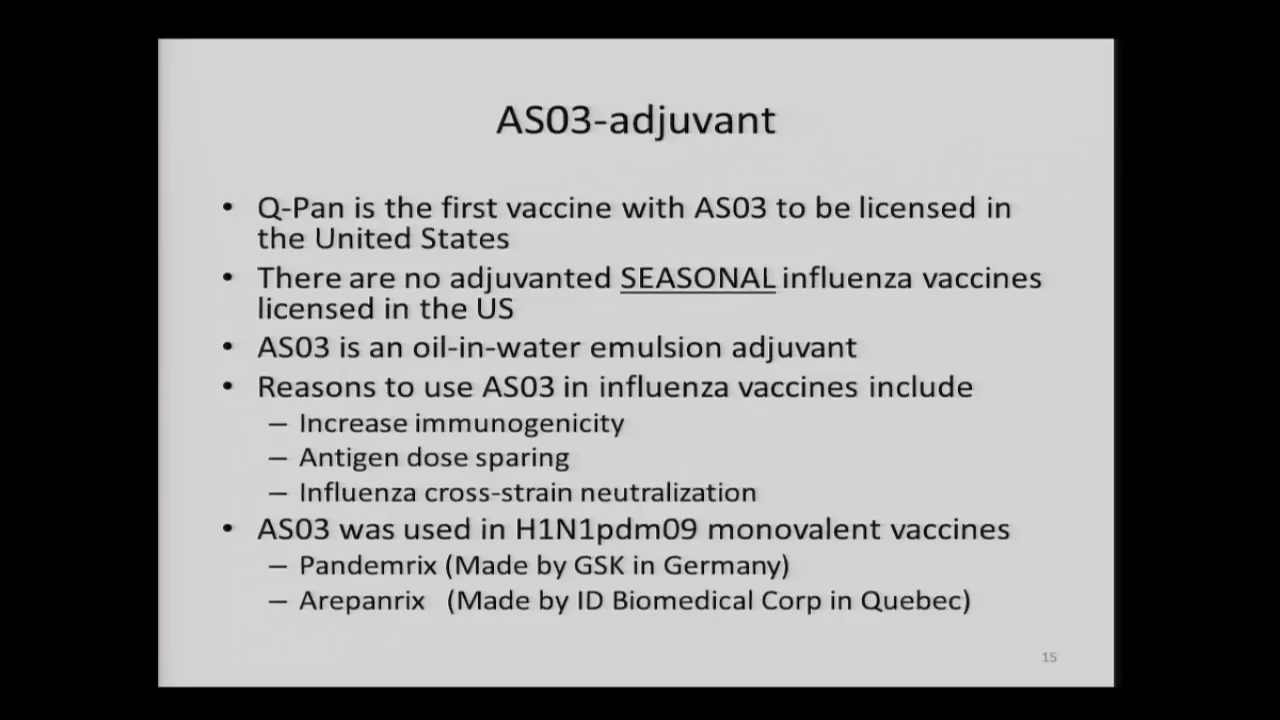 AS03-adjuvant
• Q-Pan is the first vaccine with AS03 to be licensed in
the United States
• There are no adjuvanted SEASONAL influenza vaccines
licensed in the US
• AS03 is an oil-in-water emulsion adjuvant
• Reasons to use AS03 in influenza vaccines include
– Increase immunogenicity
– Antigen dose sparing
– Influenza cross-strain neutralization
• AS03 was used in H1N1pdm09 monovalent vaccines
– Pandemrix (Made by GSK in Germany)
– Arepanrix (Made by ID Biomedical Corp in Quebec)
15